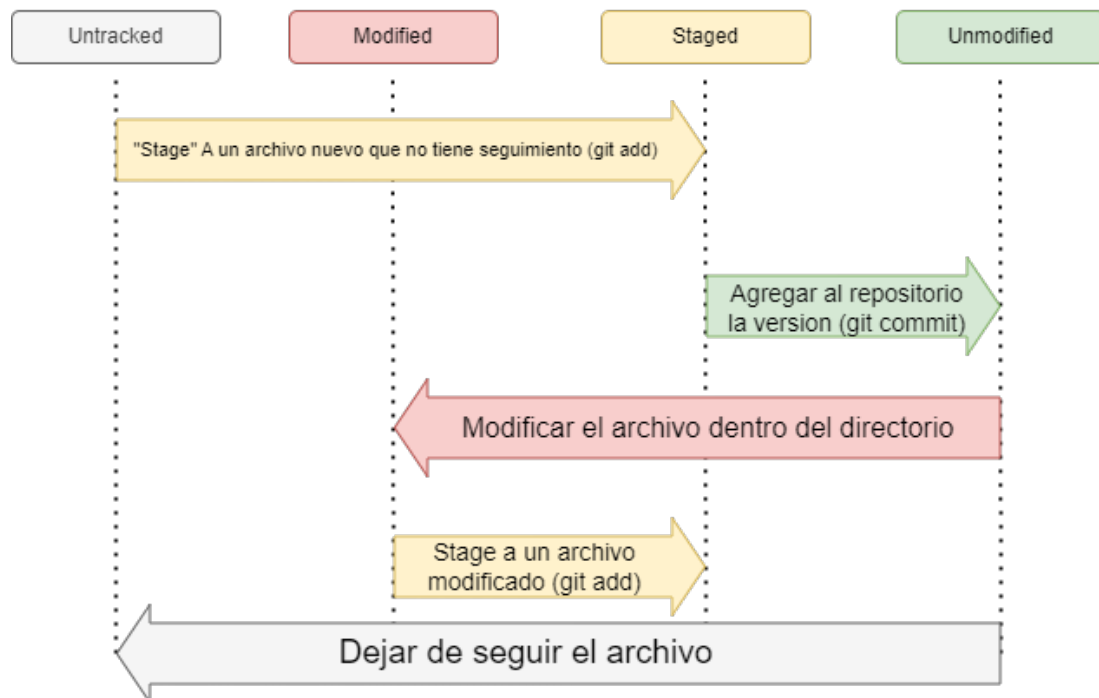 Untracked
Modified
Staged
Unmodified
"Stage" A un archivo nuevo que no tiene seguimiento (git add)
Agregar al repositorio
la version (git commit)
Modificar el archivo dentro del directorio
Stage a un archivo
modificado (git add)
Dejar de seguir el archivo